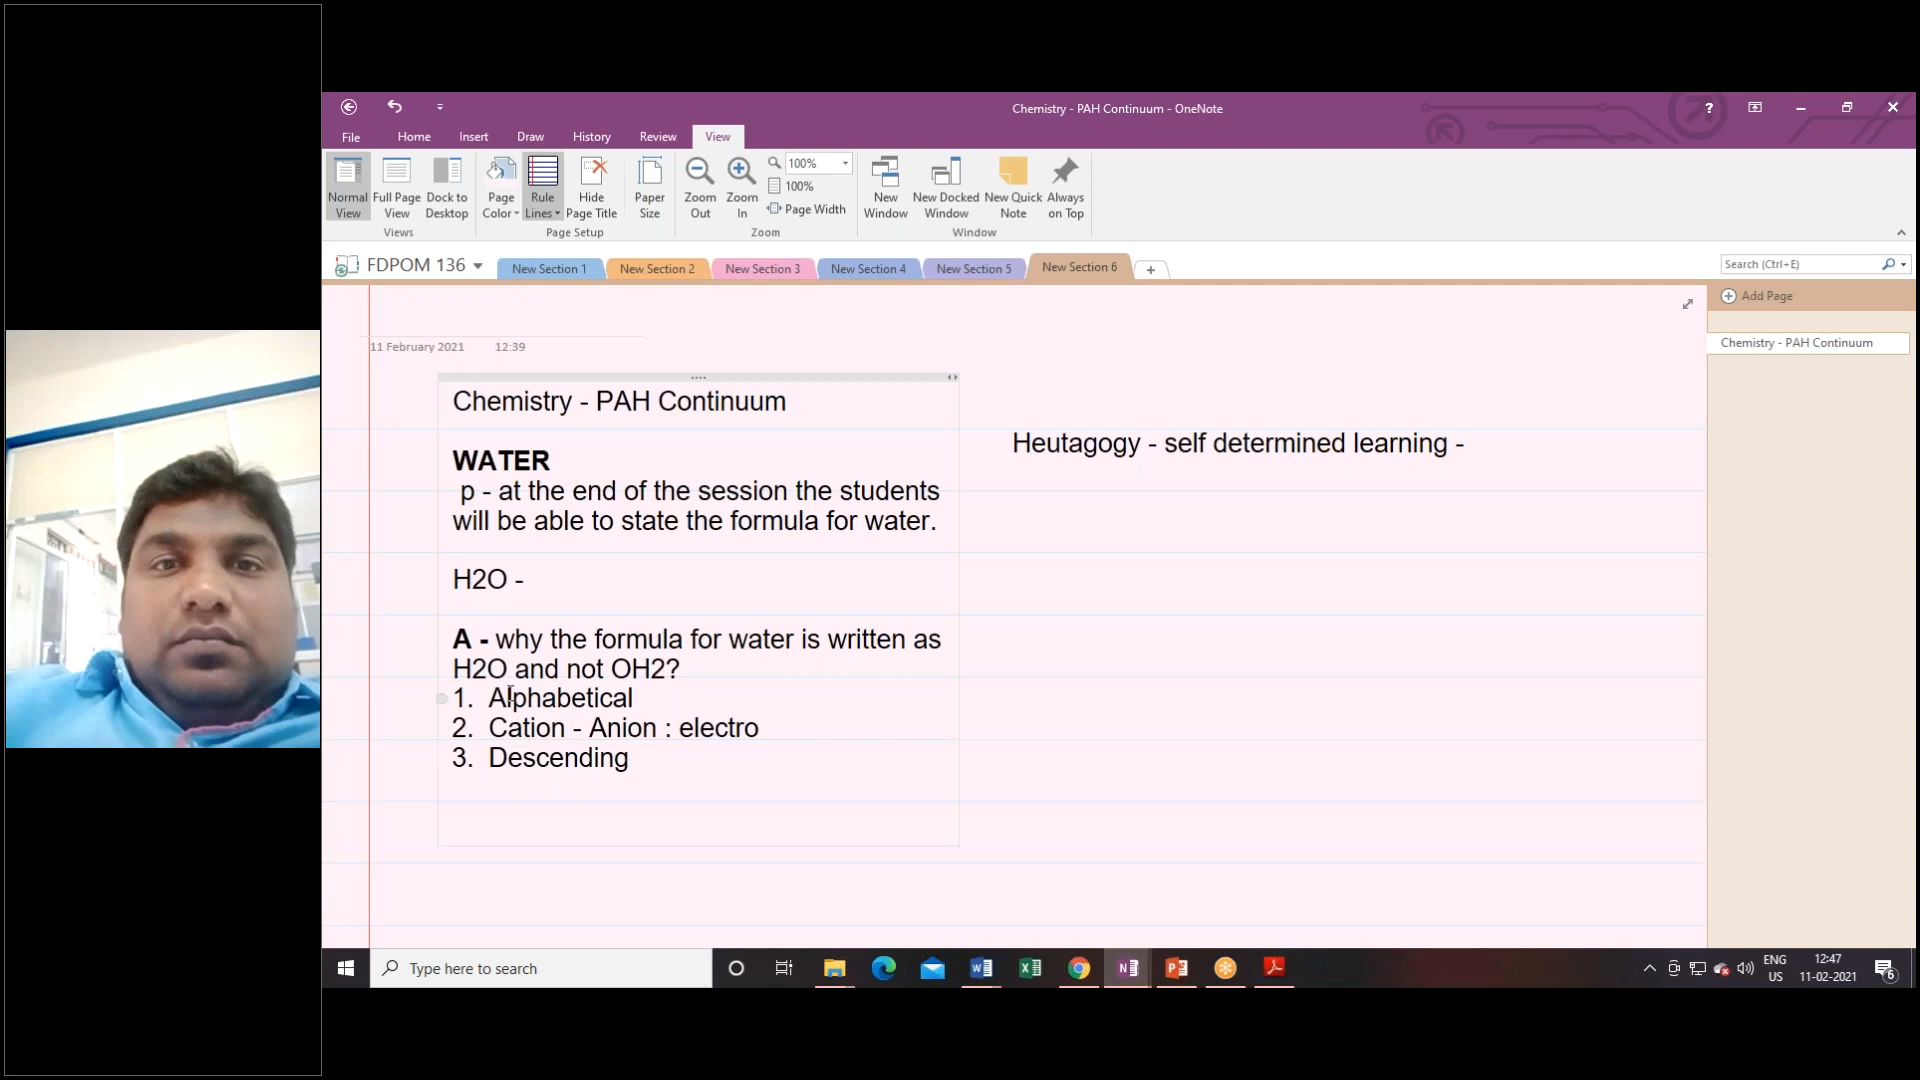 Chemistry - PAH Continuum - OneNote
?
File
Home
Insert
Draw
History
Review
View
Normal View
Full Page View
Dock to Desktop
Page Color
Rule Lines
Hide Page Title
Paper Size
Zoom Out
Zoom In
100%
100%
Page Width
New Window
New Docked Window
New Quick Note
Always on Top
Views
Page Setup
Zoom
Window
FDPOM 136
New Section 1
New Section 2
New Section 3
New Section 4
New Section 5
New Section 6
+
Search (Ctrl+E)
Add Page
Chemistry - PAH Continuum
11 February 2021 12:39
Chemistry - PAH Continuum
WATER
p - at the end of the session the students
will be able to state the formula for water.
H2O -
A - why the formula for water is written as
H2O and not OH2?
1. Alphabetical
2. Cation - Anion : electro
3. Descending
Heutagogy - self determined learning -
Type here to search
ENG
US
12:47
11-02-2021
6